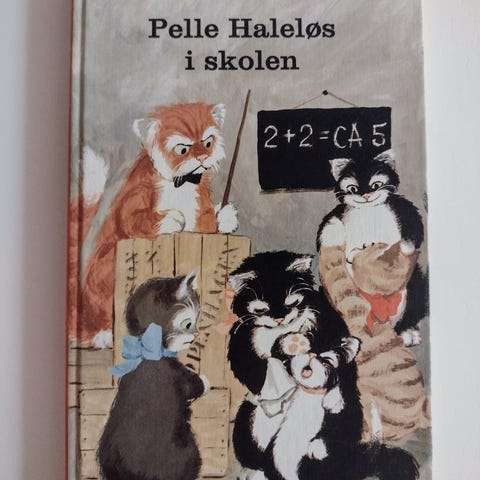 Pelle Haleløs
i skolen
2+2=CA 5